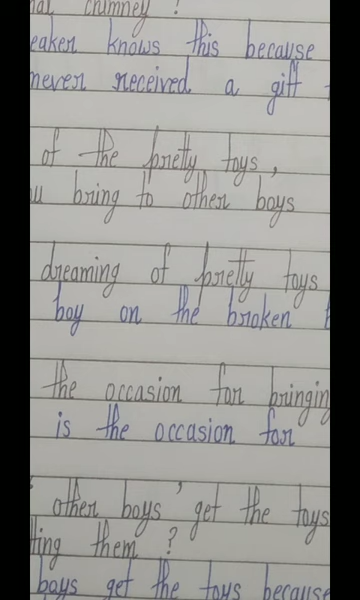 chimney ?
eaker knows this because
never received a gift
of the pretty toys,
u bring to other boys
dreaming of pretty toys
boy on the broken
the occasion for bringin
is the occasion for
other boys' get the toys
ting them ?
boys get the toys because